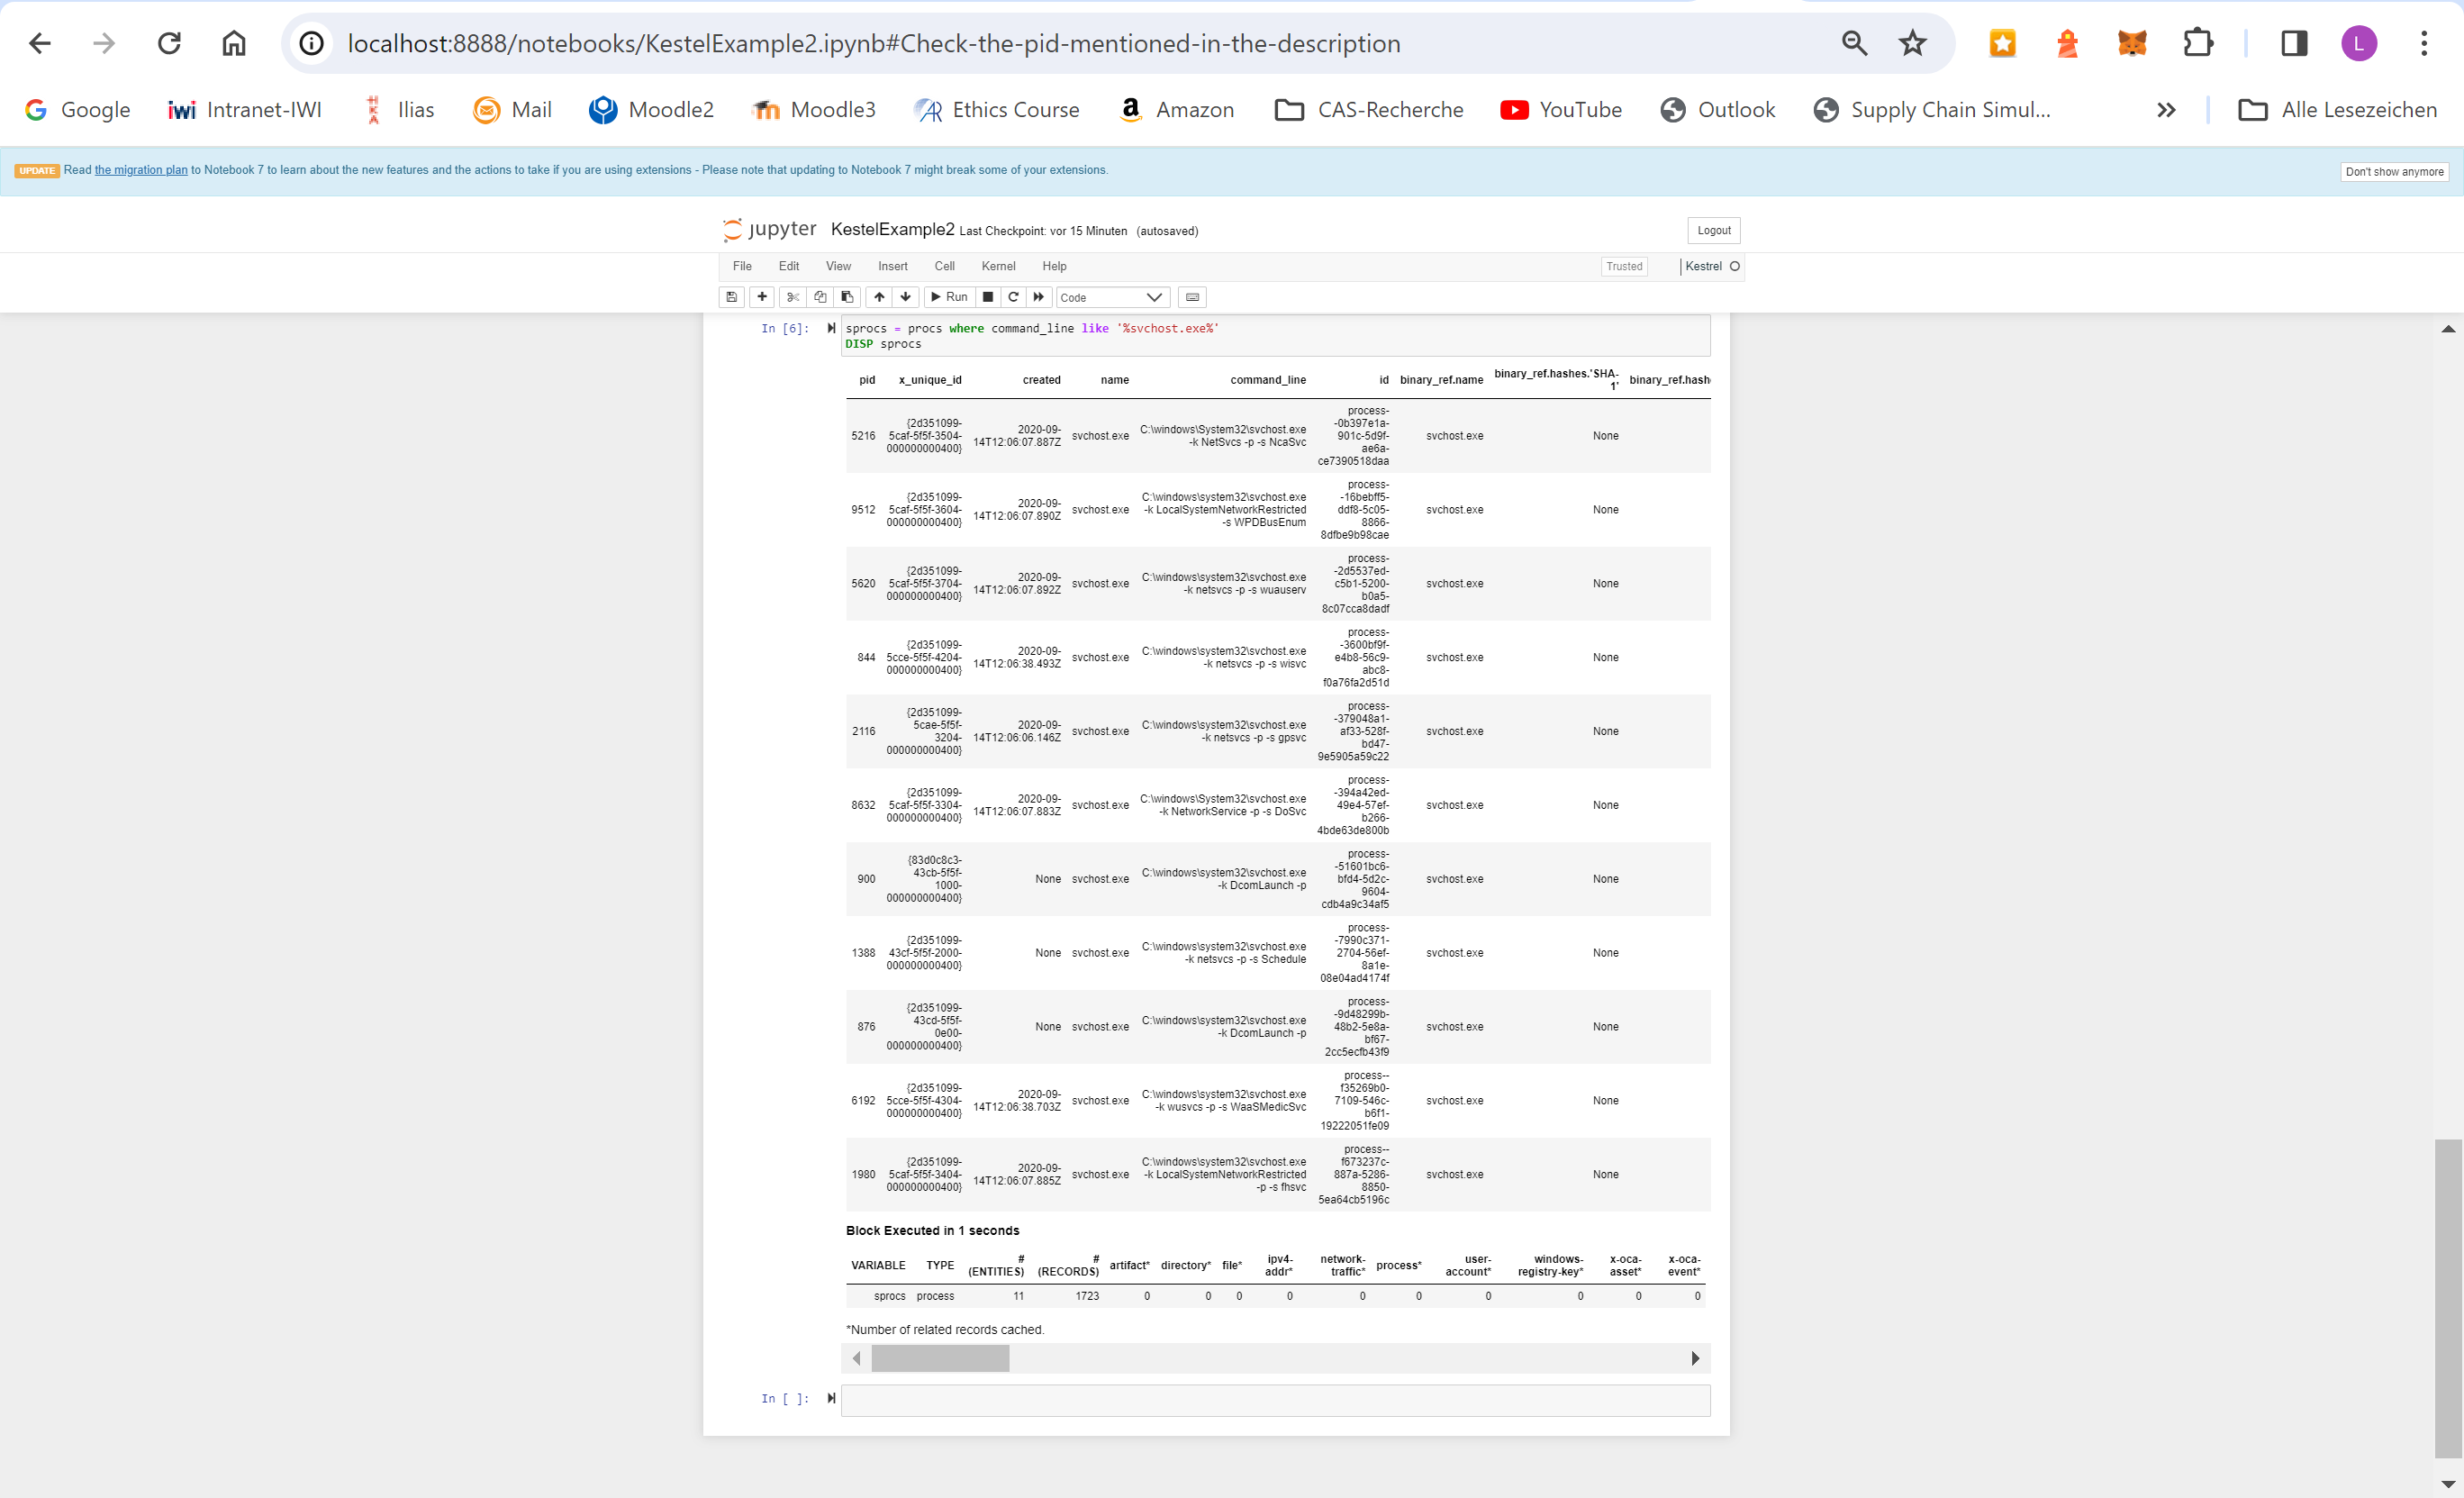 localhost:8888/notebooks/KestelExample2.ipynb#Check-the-pid-mentioned-in-the-description
L
Google Intranet-IWI Ilias Mail Moodle2 Moodle3 Ethics Course Amazon CAS-Recherche YouTube Outlook Supply Chain Simul... Alle Lesezeichen
UPDATE Read the migration plan to Notebook 7 to learn about the new features and the actions to take if you are using extensions - Please note that updating to Notebook 7 might break some of your extensions. Don't show anymore
jupyter KestelExample2 Last Checkpoint: vor 15 Minuten (autosaved) Logout
File Edit View Insert Cell Kernel Help Trusted Kestrel
Run Code
In [6]: sprocs = procs where command_line like '%svchost.exe%'
DISP sprocs
pid x_unique_id created name command_line id binary_ref.name binary_ref.hashes.'SHA-1' binary_ref.hash
5216 {2d351099-5caf-5f5f-3504-000000000400} 2020-09-14T12:06:07.887Z svchost.exe C:\windows\System32\svchost.exe -k NetSvcs -p -s NcaSvc process--0b397e1a-901c-5d9f-ae6a-ce7390518daa svchost.exe None
9512 {2d351099-5caf-5f5f-3604-000000000400} 2020-09-14T12:06:07.890Z svchost.exe C:\windows\system32\svchost.exe -k LocalSystemNetworkRestricted -s WPDBusEnum process--16bebff5-ddf8-5c05-8866-8dfbe9b98cae svchost.exe None
5620 {2d351099-5caf-5f5f-3704-000000000400} 2020-09-14T12:06:07.892Z svchost.exe C:\windows\system32\svchost.exe -k netsvcs -p -s wuauserv process--2d5537ed-c5b1-5200-b0a5-8c07cca8dadf svchost.exe None
844 {2d351099-5cce-5f5f-4204-000000000400} 2020-09-14T12:06:38.493Z svchost.exe C:\windows\system32\svchost.exe -k netsvcs -p -s wisvc process--3600bf9f-e4b8-56c9-abc8-f0a76fa2d51d svchost.exe None
2116 {2d351099-5cae-5f5f-3204-000000000400} 2020-09-14T12:06:06.146Z svchost.exe C:\windows\system32\svchost.exe -k netsvcs -p -s gpsvc process--379048a1-af33-528f-bd47-9e5905a59c22 svchost.exe None
8632 {2d351099-5caf-5f5f-3304-000000000400} 2020-09-14T12:06:07.883Z svchost.exe C:\windows\System32\svchost.exe -k NetworkService -p -s DoSvc process--394a42ed-49e4-57ef-b266-4bde63de800b svchost.exe None
900 {83d0c8c3-43cb-5f5f-1000-000000000400} None svchost.exe C:\windows\system32\svchost.exe -k DcomLaunch -p process--51601bc6-bfd4-5d2c-9604-cdb4a9c34af5 svchost.exe None
1388 {2d351099-43cf-5f5f-2000-000000000400} None svchost.exe C:\windows\system32\svchost.exe -k netsvcs -p -s Schedule process--7990c371-2704-56ef-8a1e-08e04ad4174f svchost.exe None
876 {2d351099-43cd-5f5f-0e00-000000000400} None svchost.exe C:\windows\system32\svchost.exe -k DcomLaunch -p process--9d48299b-48b2-5e8a-bf67-2cc5ecfb43f9 svchost.exe None
6192 {2d351099-5cce-5f5f-4304-000000000400} 2020-09-14T12:06:38.703Z svchost.exe C:\windows\system32\svchost.exe -k wusvcs -p -s WaaSMedicSvc process--f35269b0-7109-546c-b6f1-19222051fe09 svchost.exe None
1980 {2d351099-5caf-5f5f-3404-000000000400} 2020-09-14T12:06:07.885Z svchost.exe C:\windows\system32\svchost.exe -k LocalSystemNetworkRestricted -p -s fhsvc process--f673237c-887a-5286-8850-5ea64cb5196c svchost.exe None
Block Executed in 1 seconds
VARIABLE TYPE # (ENTITIES) # (RECORDS) artifact* directory* file* ipv4-addr* network-traffic* process* user-account* windows-registry-key* x-oca-asset* x-oca-event*
sprocs process 11 1723 0 0 0 0 0 0 0 0 0 0
*Number of related records cached.
In [ ]: